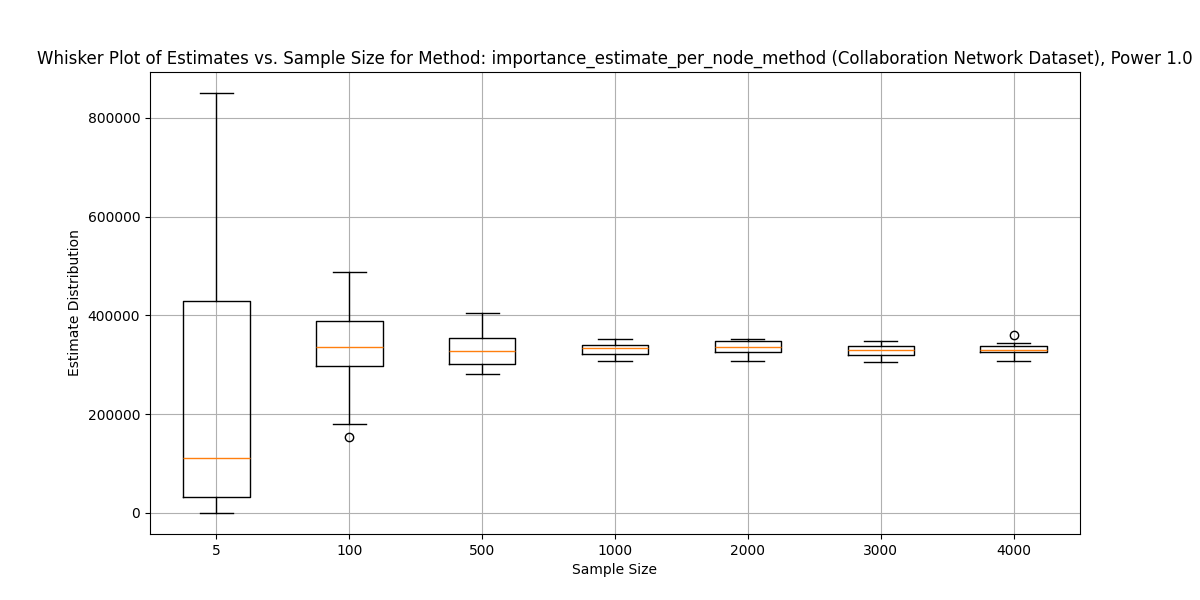 Whisker Plot of Estimates vs. Sample Size for Method: importance_estimate_per_node_method (Collaboration Network Dataset), Power 1.0
Estimate Distribution
800000
600000
400000
200000
0
5 100 500 1000 2000 3000 4000
Sample Size